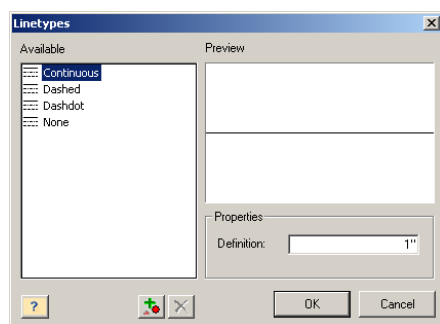 Linetypes
Available
Preview
Continuous
Dashed
Dashdot
None
Properties
Definition:
1"
?
OK
Cancel